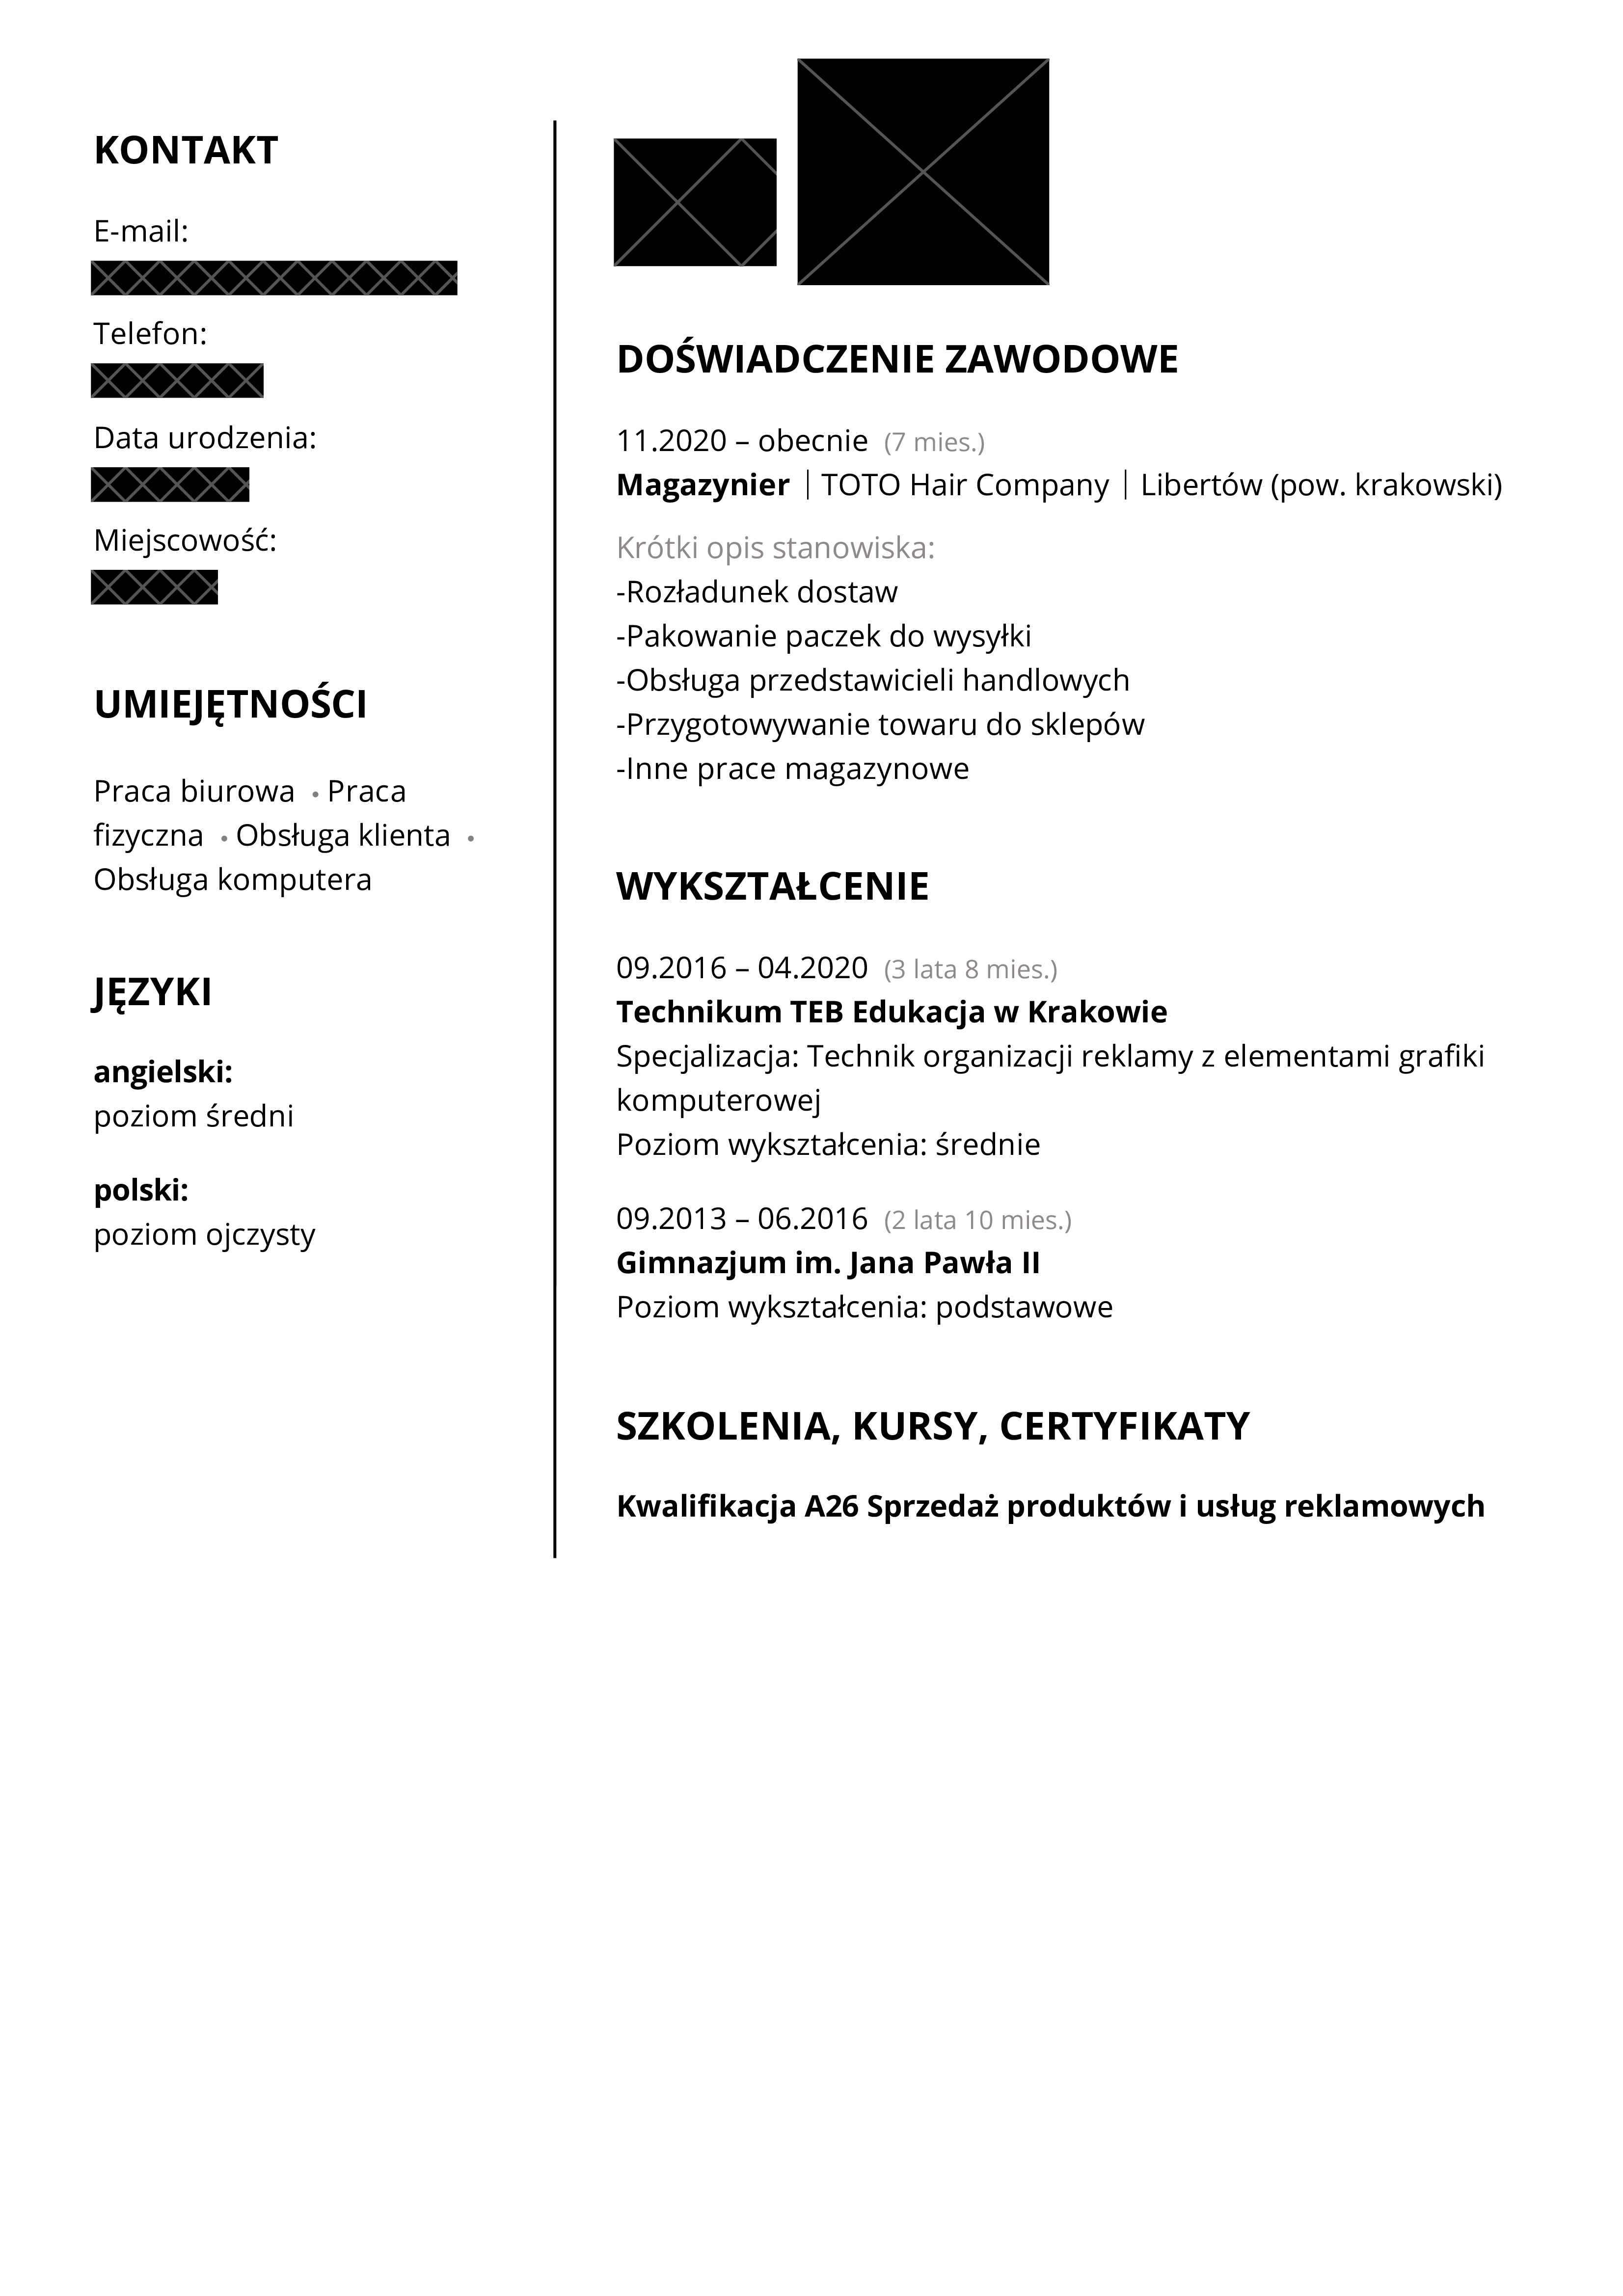 KONTAKT
E-mail:
Telefon:
Data urodzenia:
Miejscowość:
UMIEJĘTNOŚCI
Praca biurowa • Praca
fizyczna • Obsługa klienta •
Obsługa komputera
JĘZYKI
angielski:
poziom średni
polski:
poziom ojczysty
DOŚWIADCZENIE ZAWODOWE
11.2020 – obecnie (7 mies.)
Magazynier | TOTO Hair Company | Libertów (pow. krakowski)
Krótki opis stanowiska:
-Rozładunek dostaw
-Pakowanie paczek do wysyłki
-Obsługa przedstawicieli handlowych
-Przygotowywanie towaru do sklepów
-Inne prace magazynowe
WYKSZTAŁCENIE
09.2016 – 04.2020 (3 lata 8 mies.)
Technikum TEB Edukacja w Krakowie
Specjalizacja: Technik organizacji reklamy z elementami grafiki
komputerowej
Poziom wykształcenia: średnie
09.2013 – 06.2016 (2 lata 10 mies.)
Gimnazjum im. Jana Pawła II
Poziom wykształcenia: podstawowe
SZKOLENIA, KURSY, CERTYFIKATY
Kwalifikacja A26 Sprzedaż produktów i usług reklamowych